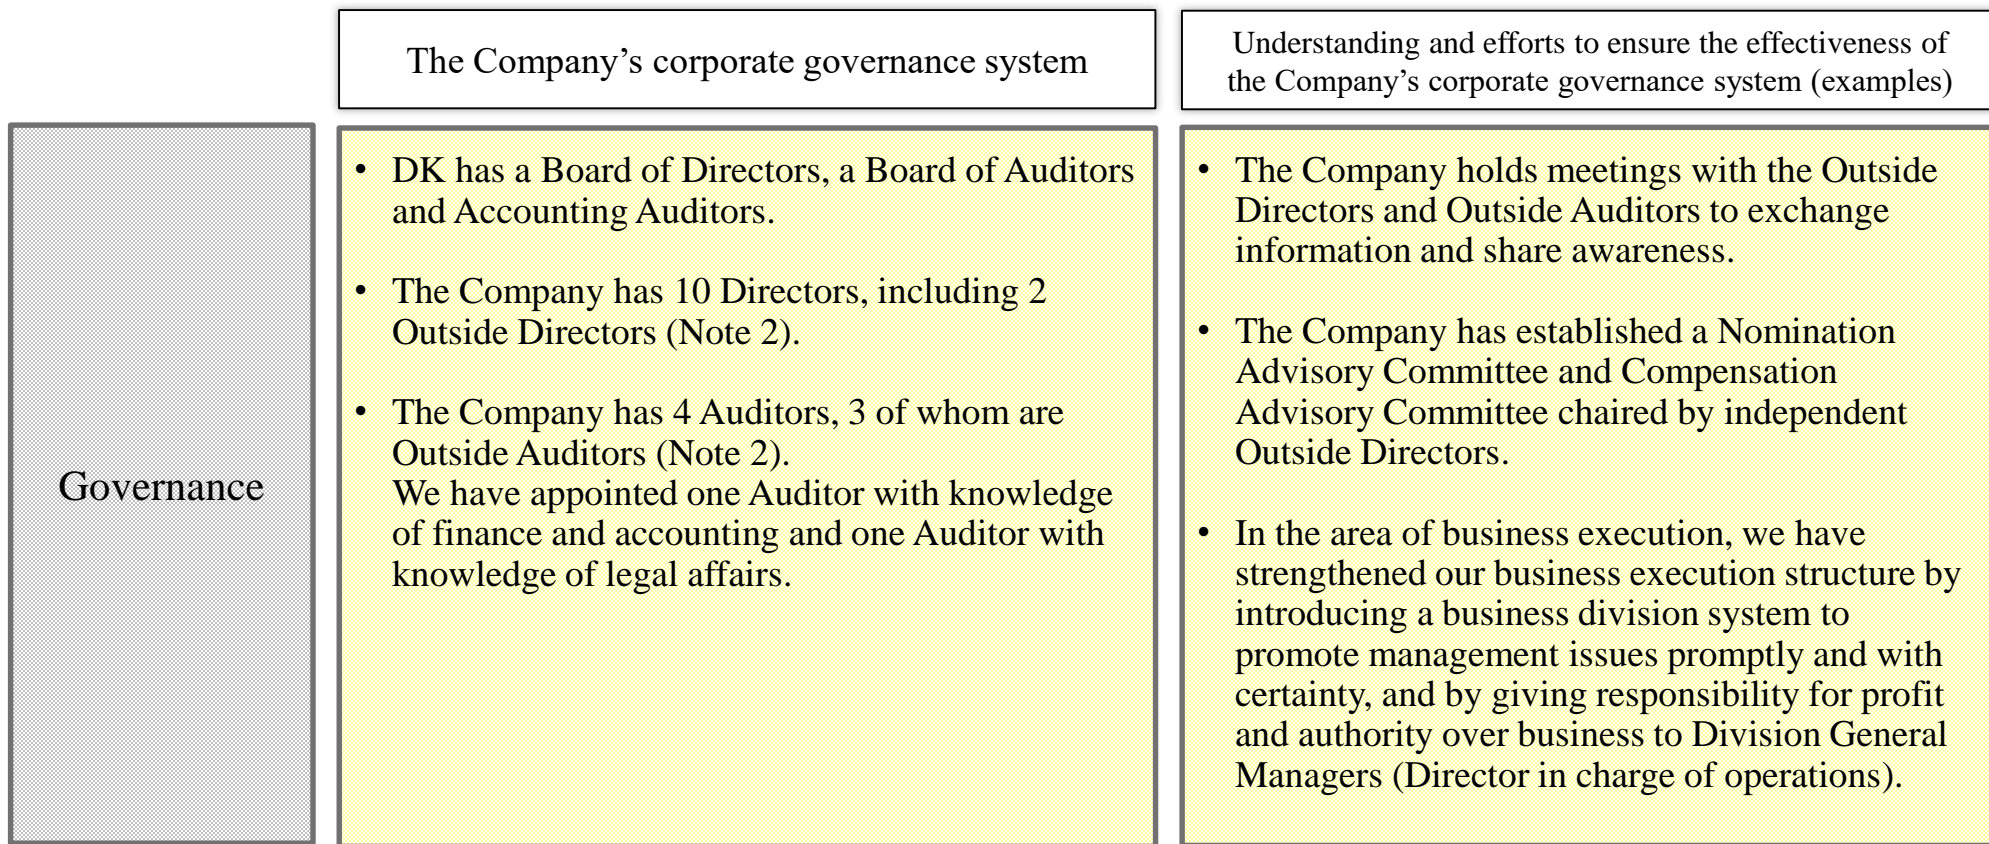 The Company’s corporate governance system
Understanding and efforts to ensure the effectiveness of
the Company’s corporate governance system (examples)
Governance
• DK has a Board of Directors, a Board of Auditors
and Accounting Auditors.
• The Company has 10 Directors, including 2
Outside Directors (Note 2).
• The Company has 4 Auditors, 3 of whom are
Outside Auditors (Note 2).
We have appointed one Auditor with knowledge
of finance and accounting and one Auditor with
knowledge of legal affairs.
• The Company holds meetings with the Outside
Directors and Outside Auditors to exchange
information and share awareness.
• The Company has established a Nomination
Advisory Committee and Compensation
Advisory Committee chaired by independent
Outside Directors.
• In the area of business execution, we have
strengthened our business execution structure by
introducing a business division system to
promote management issues promptly and with
certainty, and by giving responsibility for profit
and authority over business to Division General
Managers (Director in charge of operations).